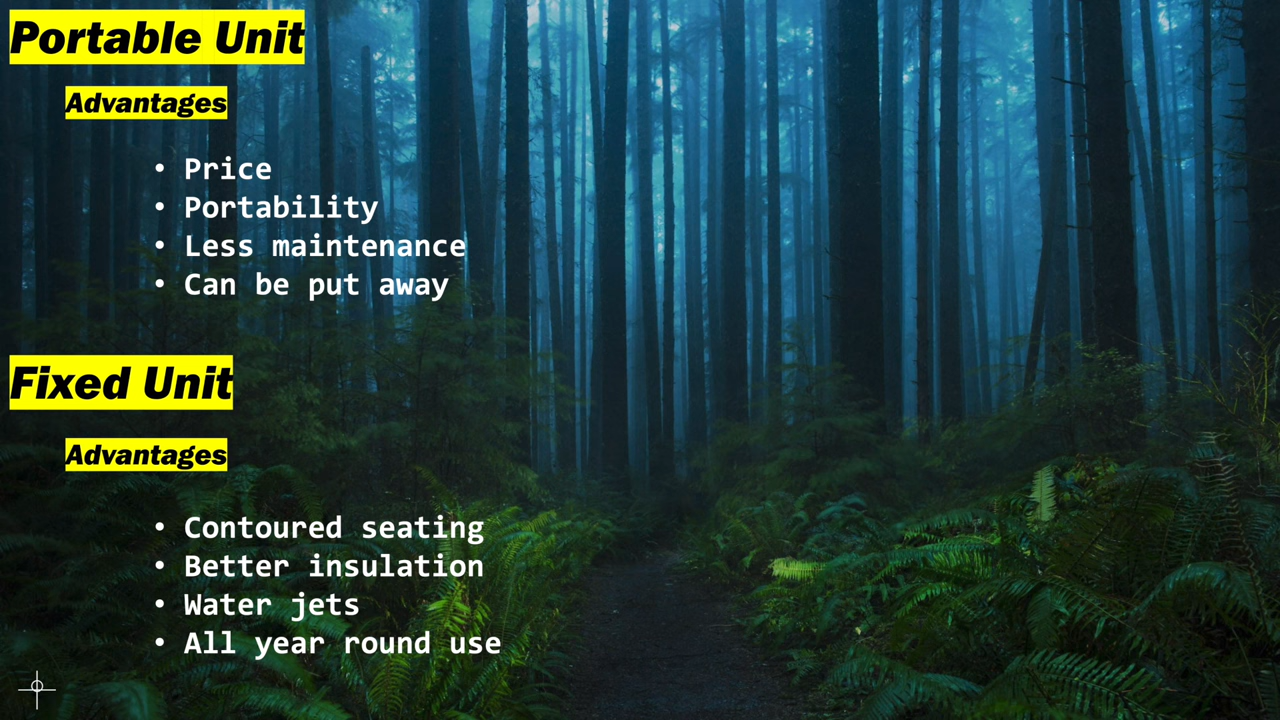 Portable Unit
Advantages
• Price
• Portability
• Less maintenance
• Can be put away
Fixed Unit
Advantages
• Contoured seating
• Better insulation
• Water jets
• All year round use